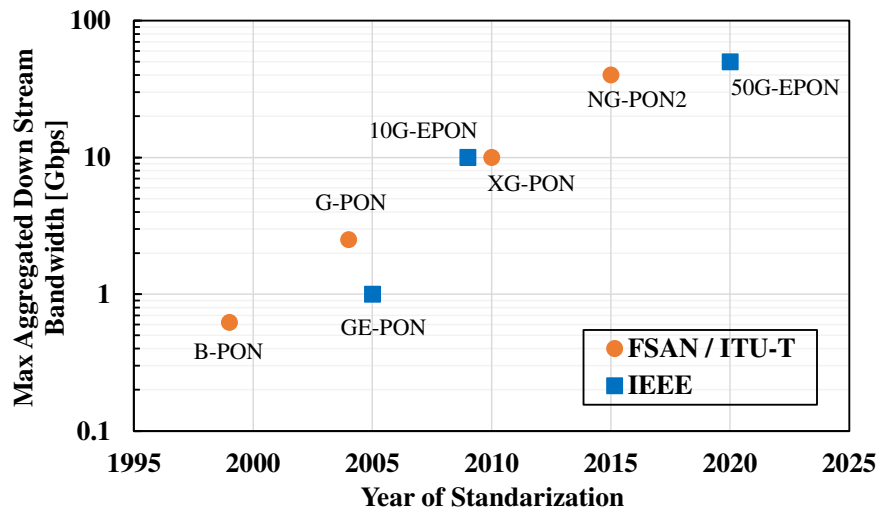 Max Aggregated Down Stream
Bandwidth [Gbps]
100
10
1
0.1
1995
2000
2005
2010
2015
2020
2025
Year of Standarization
B-PON
G-PON
GE-PON
10G-EPON
XG-PON
NG-PON2
50G-EPON
FSAN / ITU-T
IEEE